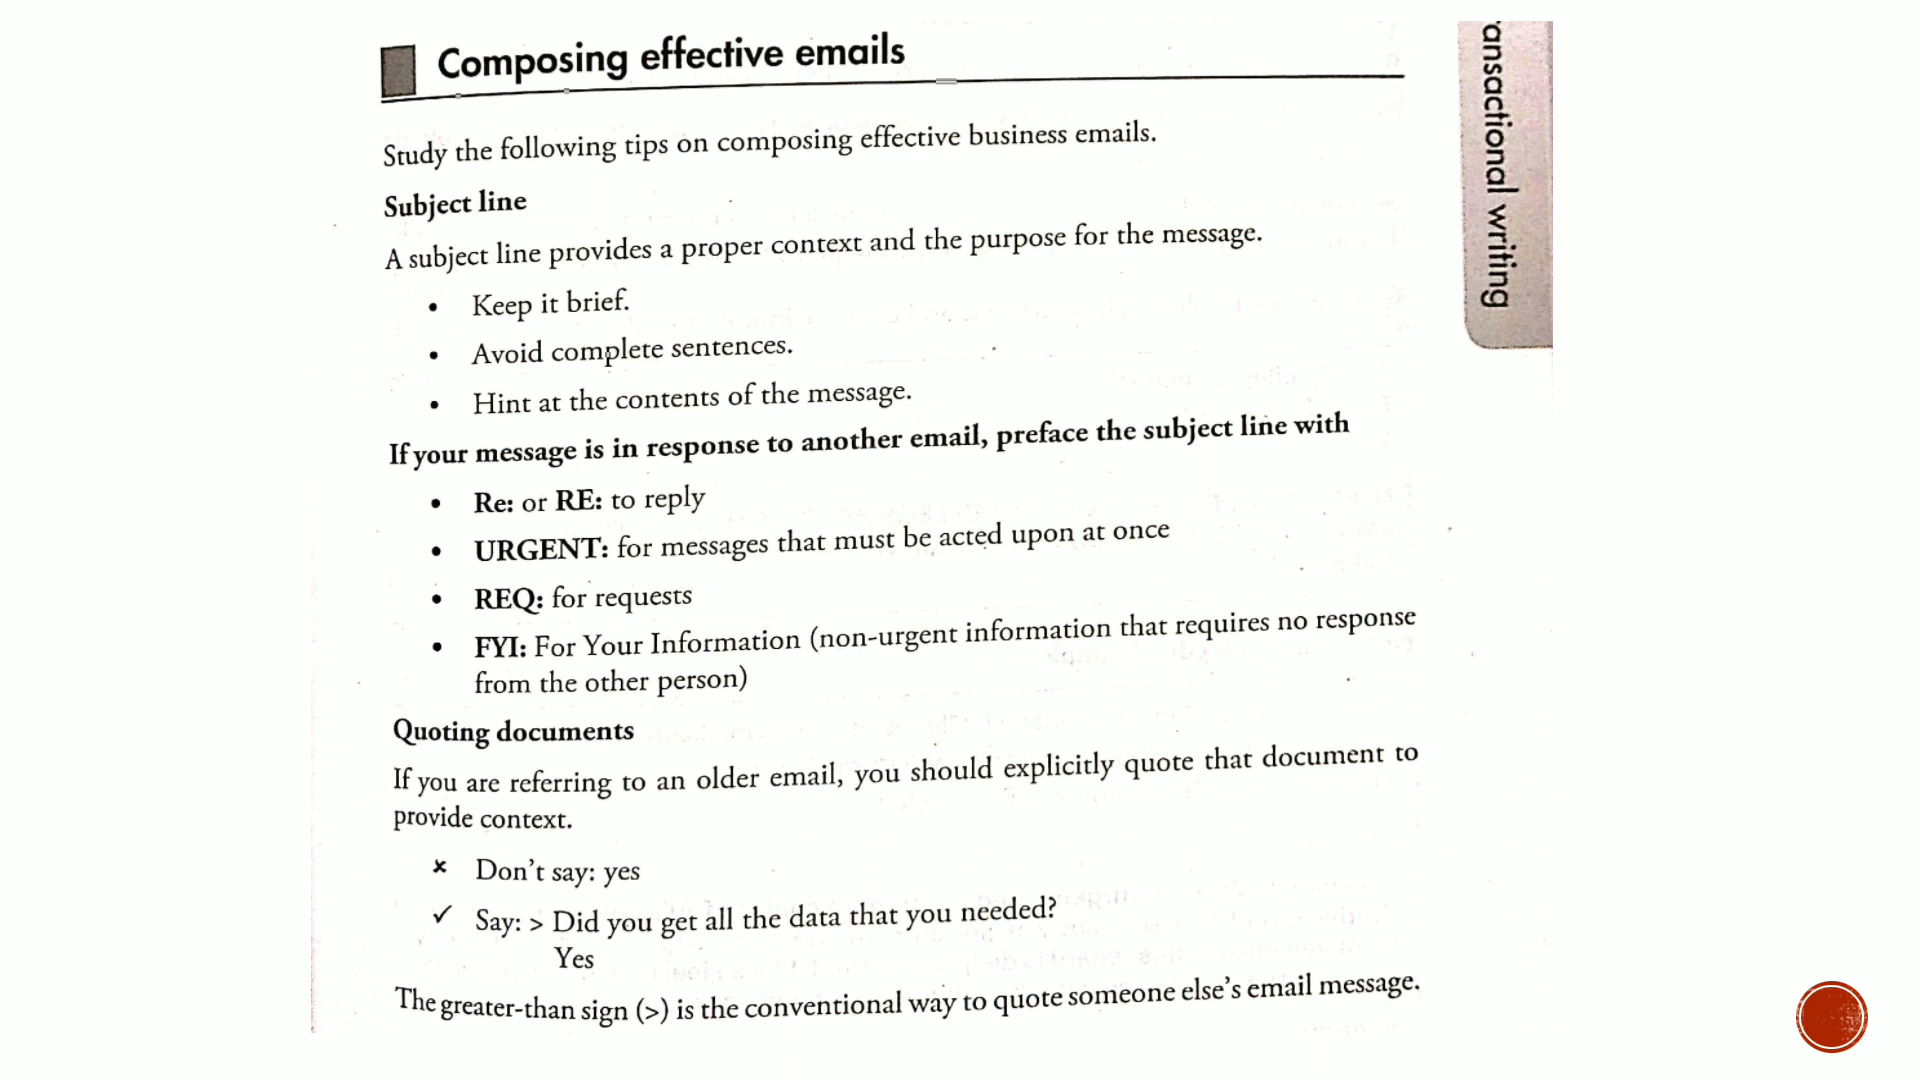 Composing effective emails
ansactional writing
Study the following tips on composing effective business emails.
Subject line
A subject line provides a proper context and the purpose for the message.
• Keep it brief.
• Avoid complete sentences.
• Hint at the contents of the message.
If your message is in response to another email, preface the subject line with
• Re: or RE: to reply
• URGENT: for messages that must be acted upon at once
• REQ: for requests
• FYI: For Your Information (non-urgent information that requires no response
from the other person)
Quoting documents
If you are referring to an older email, you should explicitly quote that document to
provide context.
× Don't say: yes
✓ Say: > Did you get all the data that you needed?
Yes
The greater-than sign (>) is the conventional way to quote someone else's email message.